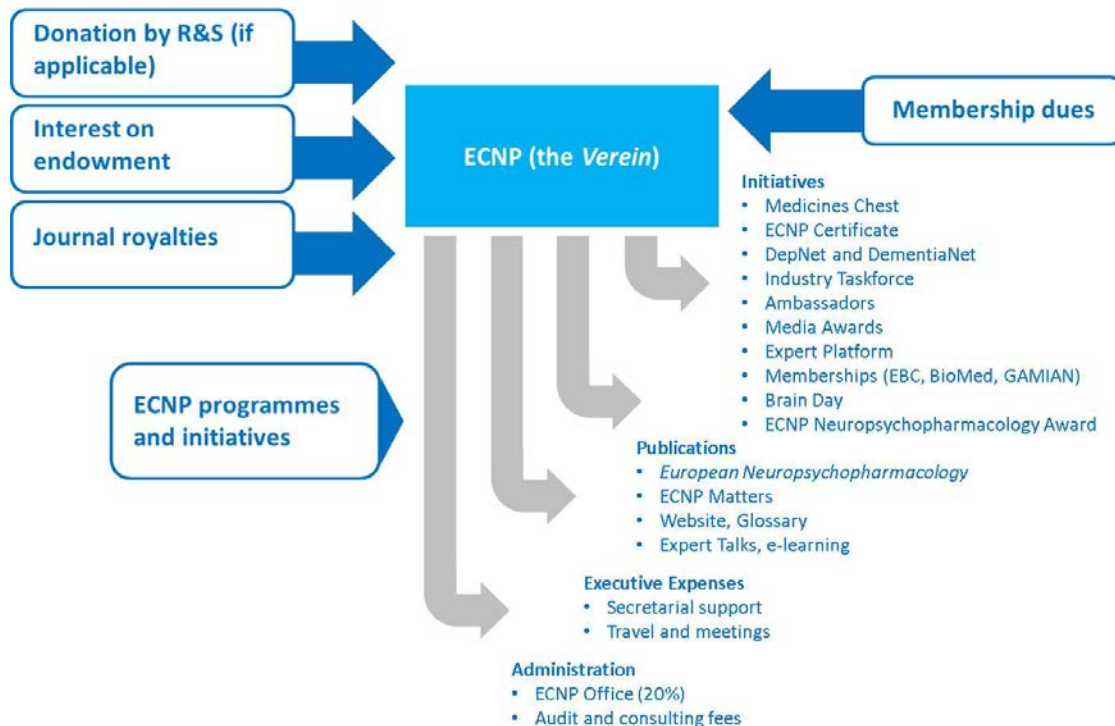 Donation by R&S (if
applicable)
Interest on
endowment
Journal royalties
ECNP (the Verein)
Membership dues
Initiatives
• Medicines Chest
• ECNP Certificate
• DepNet and DementiaNet
• Industry Taskforce
• Ambassadors
• Media Awards
• Expert Platform
• Memberships (EBC, BioMed, GAMIAN)
• Brain Day
• ECNP Neuropsychopharmacology Award
ECNP programmes
and initiatives
Publications
• European Neuropsychopharmacology
• ECNP Matters
• Website, Glossary
• Expert Talks, e-learning
Executive Expenses
• Secretarial support
• Travel and meetings
Administration
• ECNP Office (20%)
• Audit and consulting fees